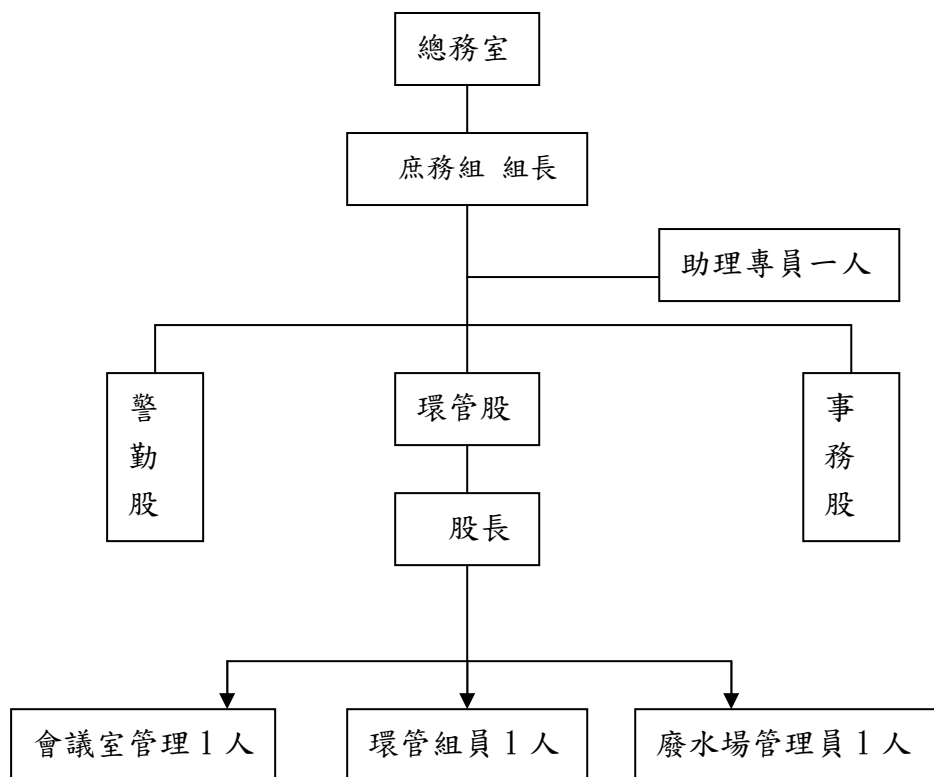 總務室
庶務組 組長
助理專員一人
警勤股
環管股
事務股
股長
會議室管理1人
環管組員1人
廢水場管理員1人